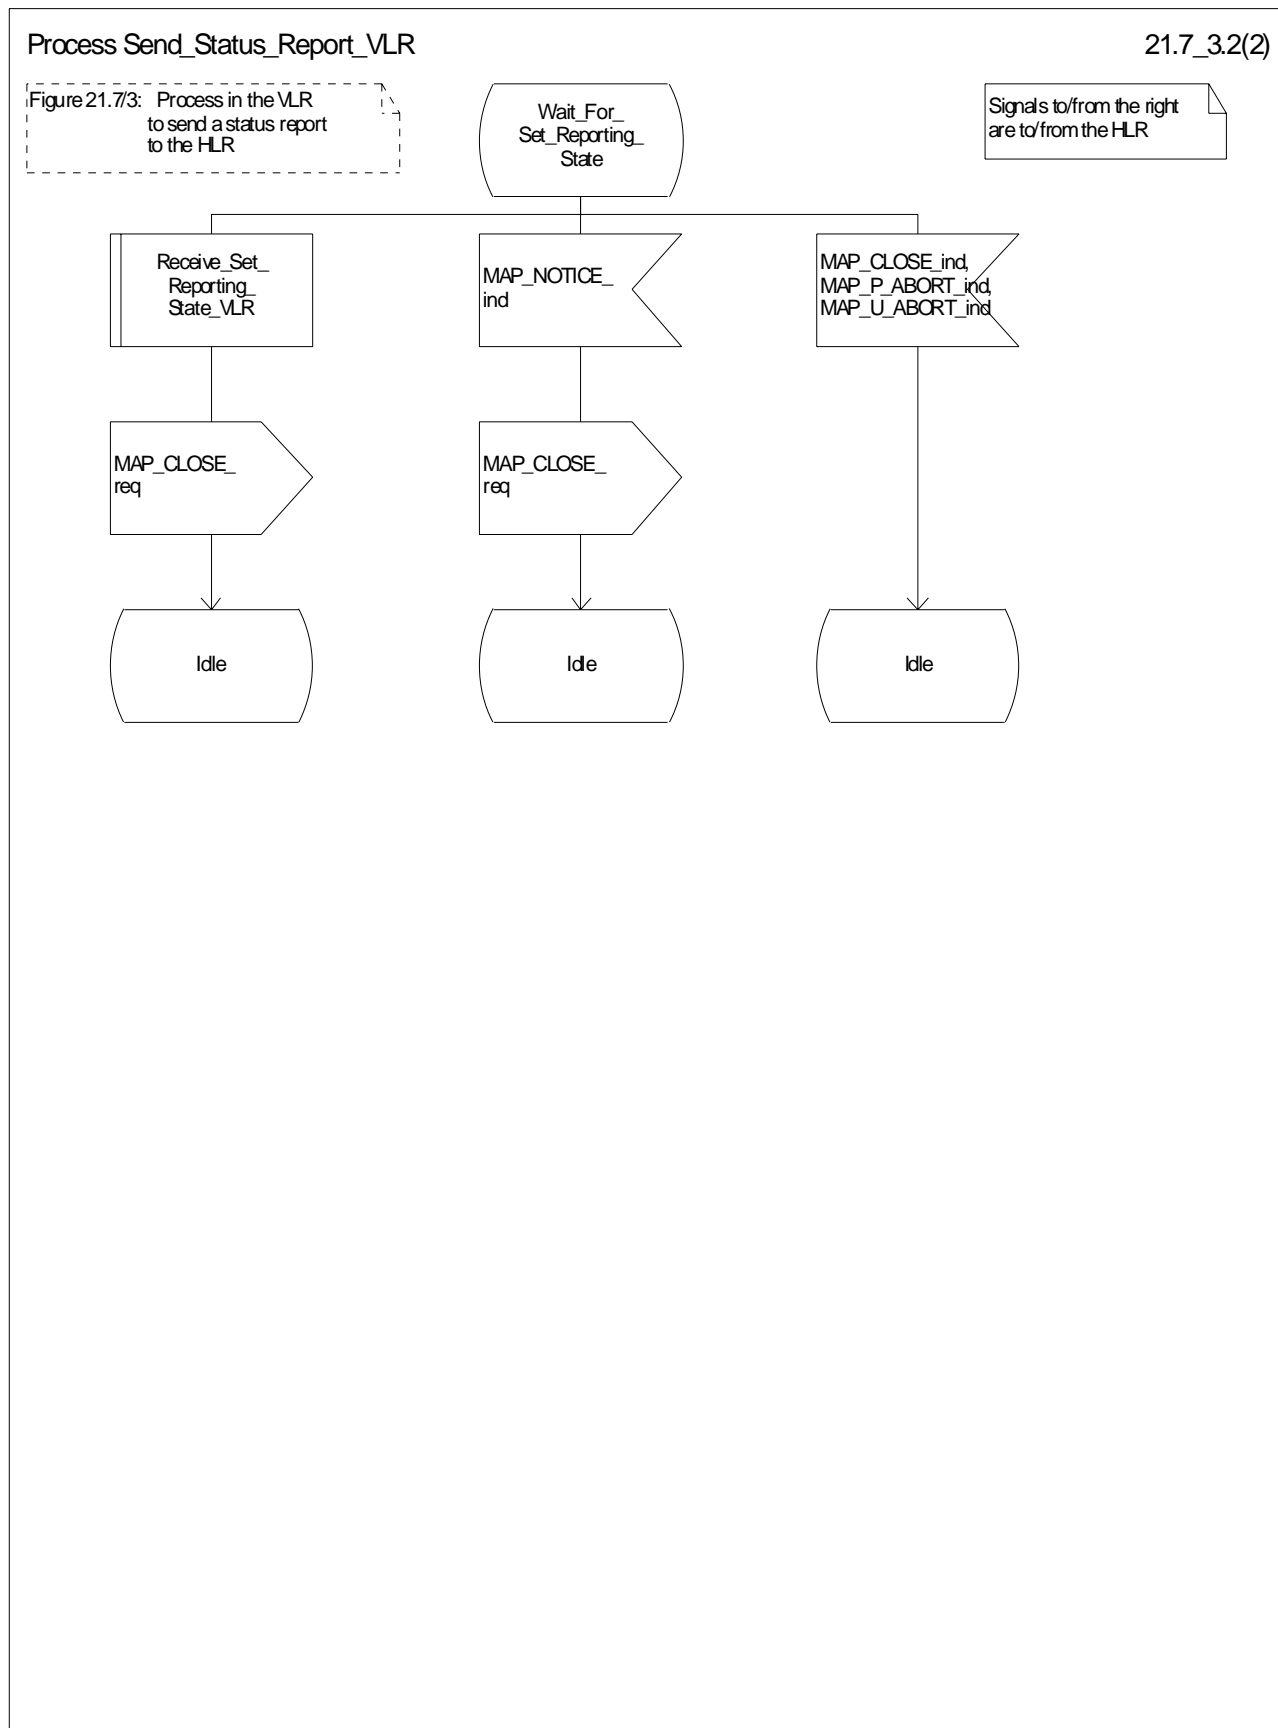 Process Send_Status_Report_VLR
21.7_3.2(2)
Figure 21.7/3: Process in the VLR
to send a status report
to the HLR
Wait_For_
Set_Reporting_
State
Signals to/from the right
are to/from the HLR
Receive_Set_
Reporting_
State_VLR
MAP_NOTICE_
ind
MAP_CLOSE_ind,
MAP_P_ABORT_ind,
MAP_U_ABORT_ind
MAP_CLOSE_
req
MAP_CLOSE_
req
Idle
Idle
Idle